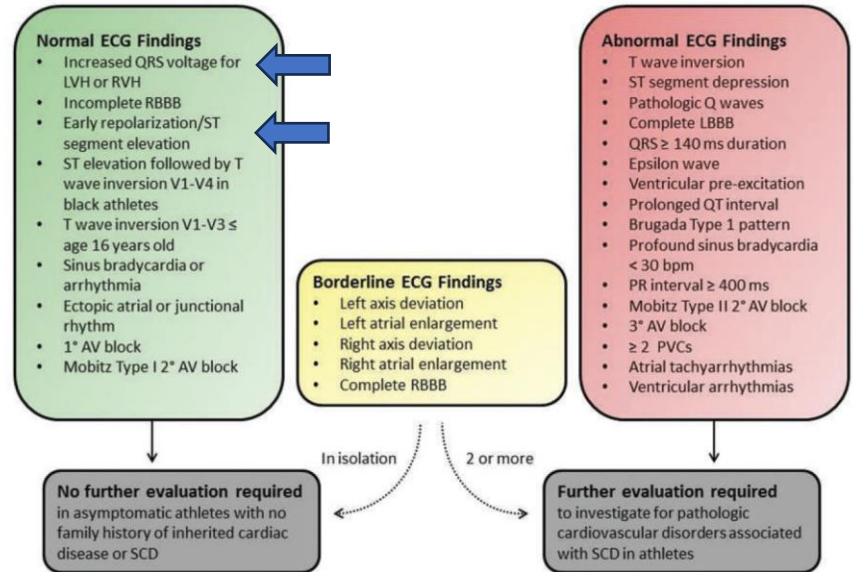 Normal ECG Findings
• Increased QRS voltage for
LVH or RVH
• Incomplete RBBB
• Early repolarization/ST
segment elevation
• ST elevation followed by T
wave inversion V1-V4 in
black athletes
• T wave inversion V1-V3 ≤
age 16 years old
• Sinus bradycardia or
arrhythmia
• Ectopic atrial or junctional
rhythm
• 1° AV block
• Mobitz Type I 2° AV block
Borderline ECG Findings
• Left axis deviation
• Left atrial enlargement
• Right axis deviation
• Right atrial enlargement
• Complete RBBB
Abnormal ECG Findings
• T wave inversion
• ST segment depression
• Pathologic Q waves
• Complete LBBB
• QRS ≥ 140 ms duration
• Epsilon wave
• Ventricular pre-excitation
• Prolonged QT interval
• Brugada Type 1 pattern
• Profound sinus bradycardia
< 30 bpm
• PR interval ≥ 400 ms
• Mobitz Type II 2° AV block
• 3° AV block
• ≥ 2 PVCs
• Atrial tachyarrhythmias
• Ventricular arrhythmias
In isolation
2 or more
No further evaluation required
in asymptomatic athletes with no
family history of inherited cardiac
disease or SCD
Further evaluation required
to investigate for pathologic
cardiovascular disorders associated
with SCD in athletes